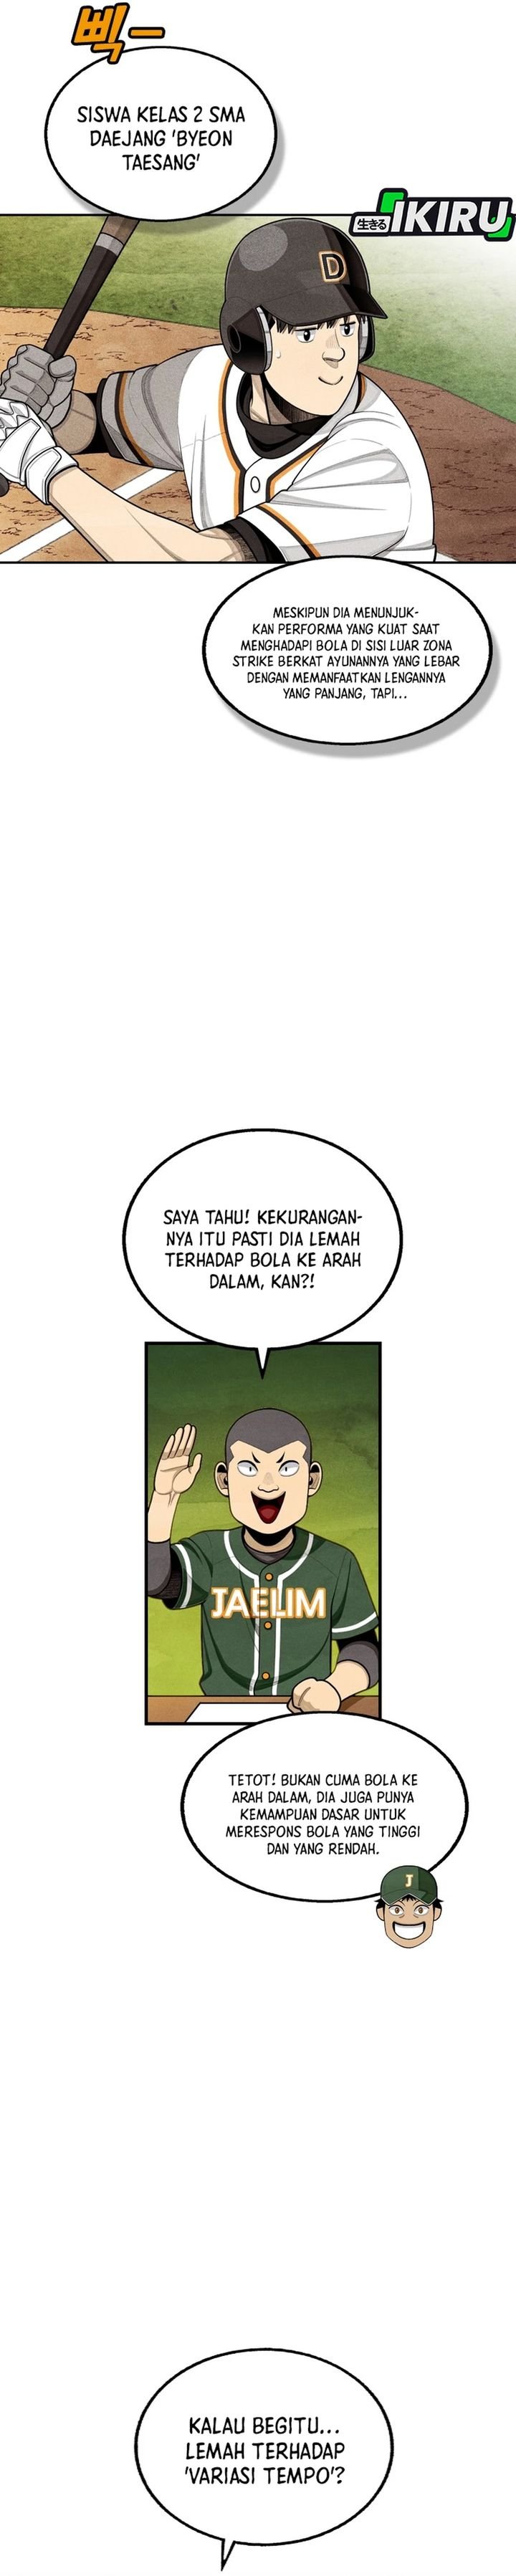 삑ー
SISWA KELAS 2 SMA
DAEJANG 'BYEON
TAESANG'
生きる IKIRU
D
MESKIPUN DIA MENUNJUK-
KAN PERFORMA YANG KUAT SAAT
MENGHADAPI BOLA DI SISI LUAR ZONA
STRIKE BERKAT AYUNANNYA YANG LEBAR
DENGAN MEMANFAATKAN LENGANNYA
YANG PANJANG, TAPI...
SAYA TAHU! KEKURANGAN-
NYA ITU PASTI DIA LEMAH
TERHADAP BOLA KE ARAH
DALAM, KAN?!
JAELIM
TETOT! BUKAN CUMA BOLA KE
ARAH DALAM, DIA JUGA PUNYA
KEMAMPUAN DASAR UNTUK
MERESPONS BOLA YANG TINGGI
DAN YANG RENDAH.
J
KALAU BEGITU...
LEMAH TERHADAP
'VARIASI TEMPO'?